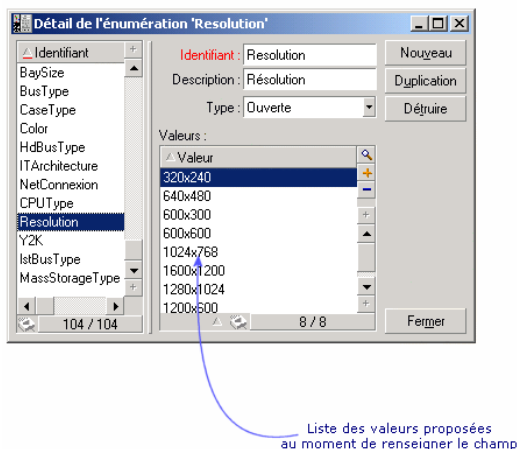 Détail de l'énumération 'Resolution'
Identifiant
BaySize
BusType
CaseType
Color
HdBusType
ITArchitecture
NetConnexion
CPUType
Resolution
Y2K
IstBusType
MassStorageType
104 / 104
Identifiant : Resolution
Description : Résolution
Type : Ouverte
Valeurs :
Valeur
320x240
640x480
600x300
600x600
1024x768
1600x1200
1280x1024
1200x600
8 / 8
Nouveau
Duplication
Détruire
Fermer
Liste des valeurs proposées
au moment de renseigner le champ